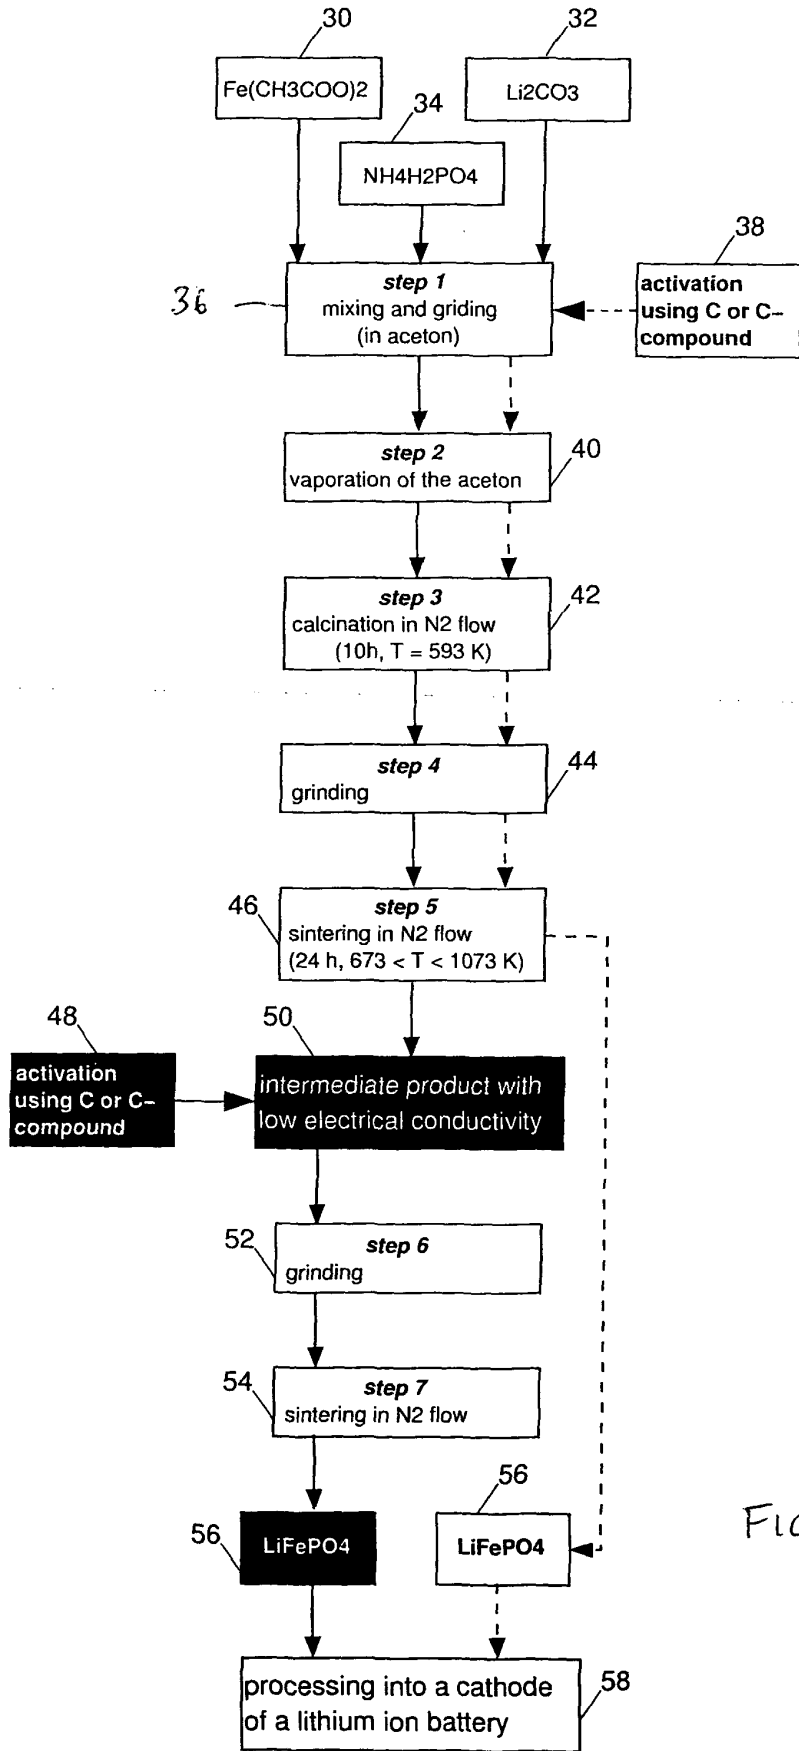 30
32
Fe(CH3COO)2
Li2CO3
34
NH4H2PO4
38
36
step 1
mixing and griding
(in aceton)
activation
using C or C-
compound
step 2
vaporation of the aceton
40
step 3
calcination in N2 flow
(10h, T = 593 K)
42
step 4
grinding
44
46
step 5
sintering in N2 flow
(24 h, 673 < T < 1073 K)
48
50
activation
using C or C-
compound
intermediate product with
low electrical conductivity
52
step 6
grinding
54
step 7
sintering in N2 flow
56
56
LiFePO4
LiFePO4
processing into a cathode
of a lithium ion battery
58